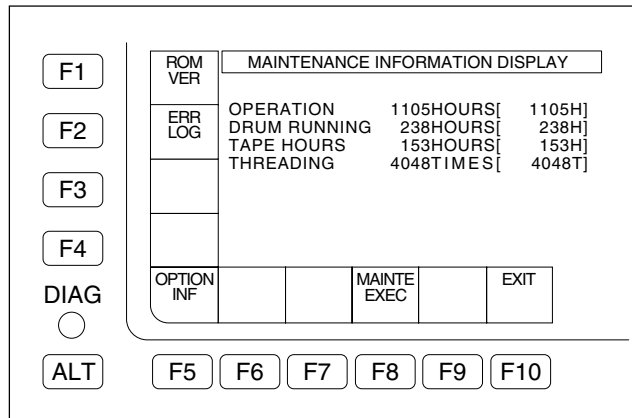 F1
F2
F3
F4
DIAG
ALT
ROM
VER
ERR
LOG
MAINTENANCE INFORMATION DISPLAY
OPERATION 1105HOURS[ 1105H]
DRUM RUNNING 238HOURS[ 238H]
TAPE HOURS 153HOURS[ 153H]
THREADING 4048TIMES[ 4048T]
OPTION
INF
MAINTE
EXEC
EXIT
F5 F6 F7 F8 F9 F10